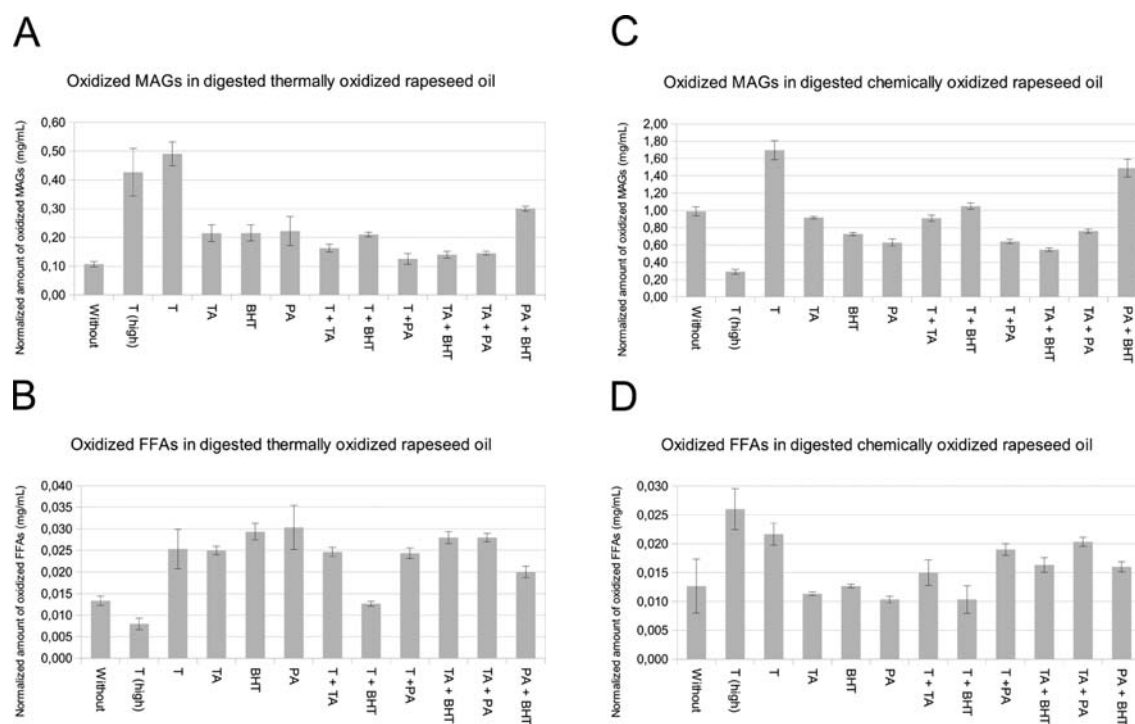 A
Oxidized MAGs in digested thermally oxidized rapeseed oil
Normalized amount of oxidized MAGs (mg/mL)
0,60
0,50
0,40
0,30
0,20
0,10
0,00
Without
T (high)
T
TA
BHT
PA
T + TA
T + BHT
T +PA
TA + BHT
TA + PA
PA + BHT
C
Oxidized MAGs in digested chemically oxidized rapeseed oil
Normalized amount of oxidized MAGs (mg/mL)
2,00
1,80
1,60
1,40
1,20
1,00
0,80
0,60
0,40
0,20
0,00
Without
T (high)
T
TA
BHT
PA
T + TA
T + BHT
T +PA
TA + BHT
TA + PA
PA + BHT
B
Oxidized FFAs in digested thermally oxidized rapeseed oil
Normalized amount of oxidized FFAs (mg/mL)
0,040
0,035
0,030
0,025
0,020
0,015
0,010
0,005
0,000
Without
T (high)
T
TA
BHT
PA
T + TA
T + BHT
T +PA
TA + BHT
TA + PA
PA + BHT
D
Oxidized FFAs in digested chemically oxidized rapeseed oil
Normalized amount of oxidized FFAs (mg/mL)
0,030
0,025
0,020
0,015
0,010
0,005
0,000
Without
T (high)
T
TA
BHT
PA
T + TA
T + BHT
T +PA
TA + BHT
TA + PA
PA + BHT